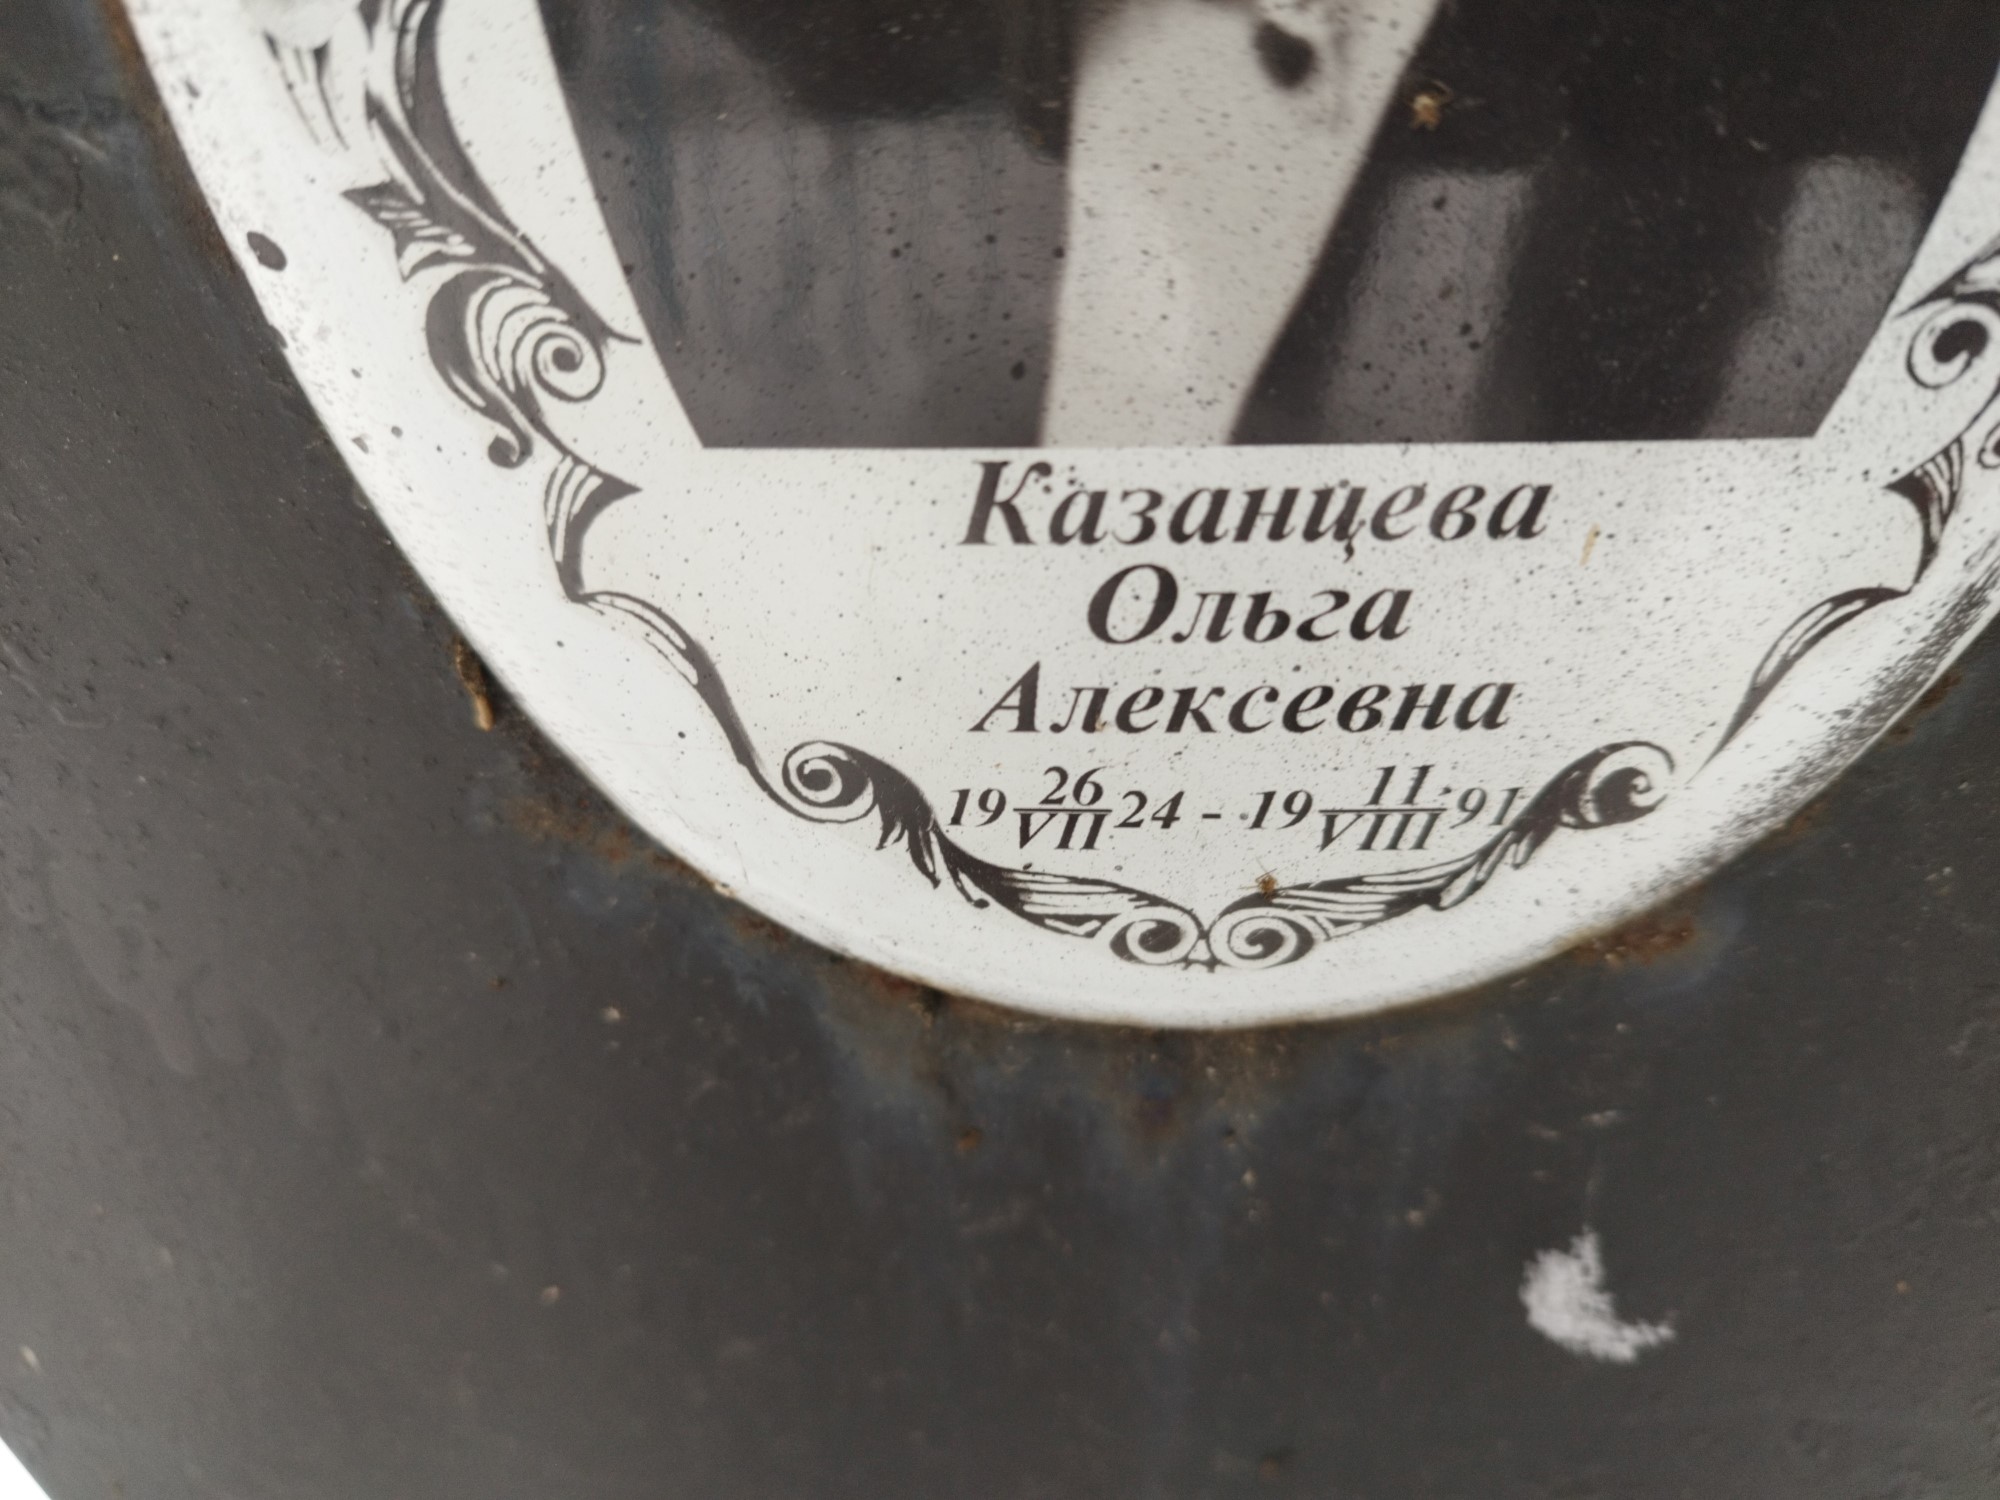 Казанцева
Ольга
Алексевна
19 26/VII 24 - 19 11/VIII 91